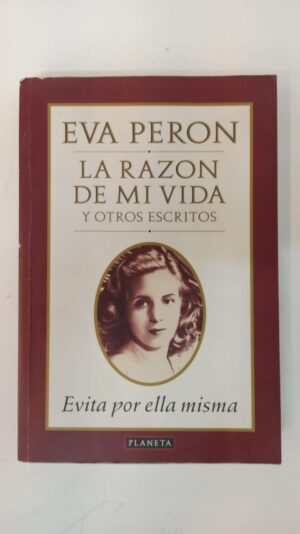 EVA PERON
LA RAZON
DE MI VIDA
Y OTROS ESCRITOS
Evita por ella misma
PLANETA